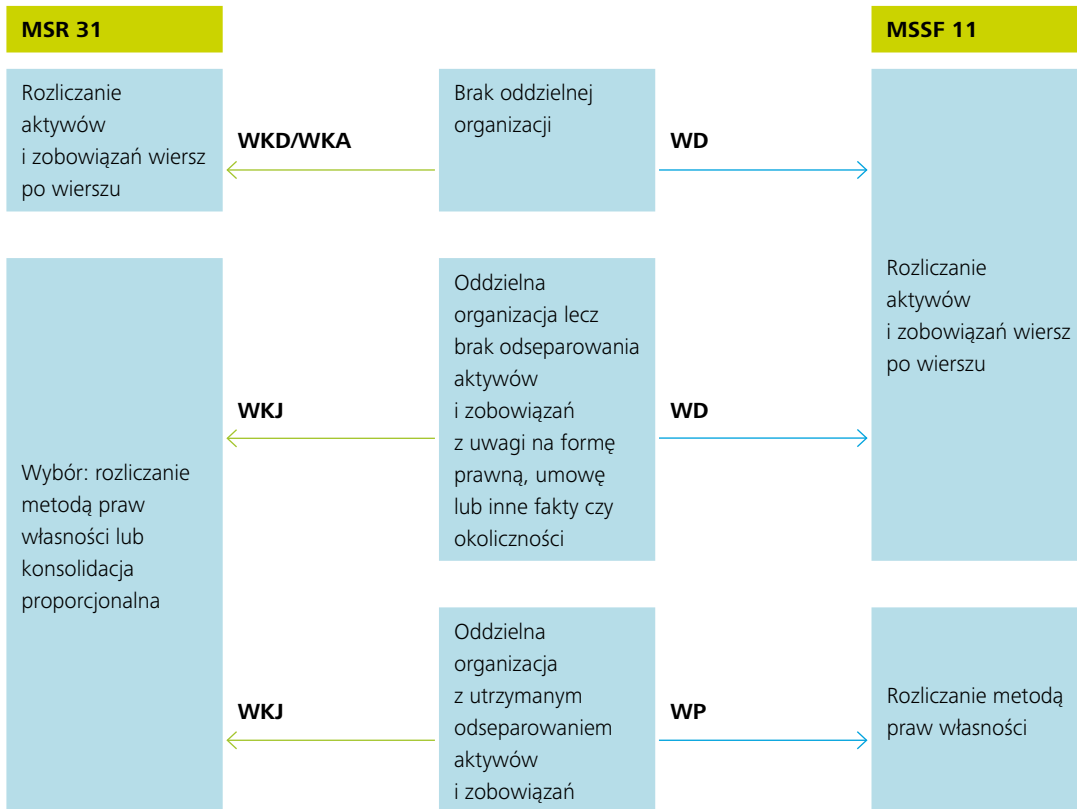 MSR 31
MSSF 11
Rozliczanie
aktywów
i zobowiązań wiersz
po wierszu
WKD/WKA
Brak oddzielnej
organizacji
WD
Rozliczanie
aktywów
i zobowiązań wiersz
po wierszu
Wybór: rozliczanie
metodą praw
własności lub
konsolidacja
proporcjonalna
WKJ
Oddzielna
organizacja lecz
brak odseparowania
aktywów
i zobowiązań
z uwagi na formę
prawną, umowę
lub inne fakty czy
okoliczności
WD
WKJ
Oddzielna
organizacja
z utrzymanym
odseparowaniem
aktywów
i zobowiązań
WP
Rozliczanie metodą
praw własności